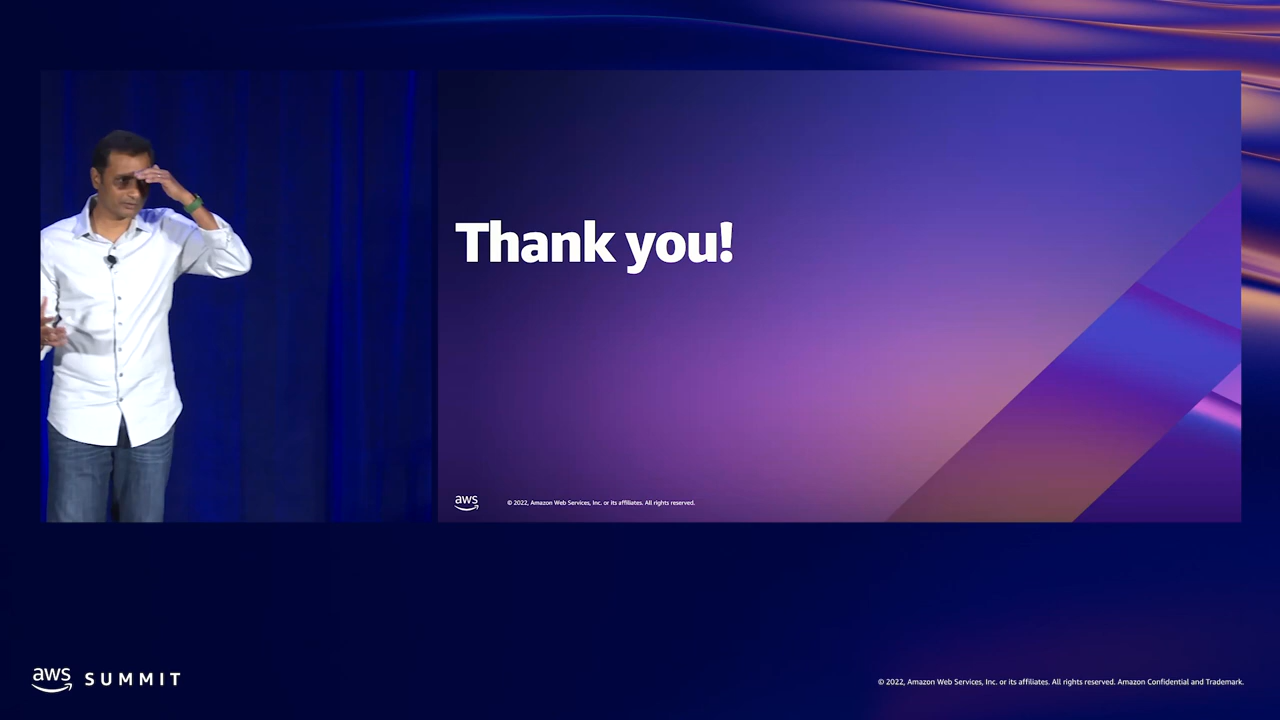 Thank you!
aws
© 2022, Amazon Web Services, Inc. or its affiliates. All rights reserved.
aws SUMMIT
© 2022, Amazon Web Services, Inc. or its affiliates. All rights reserved. Amazon Confidential and Trademark.